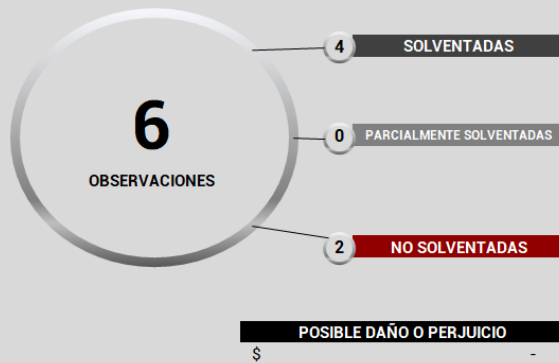 4 SOLVENTADAS
6
OBSERVACIONES
0 PARCIALMENTE SOLVENTADAS
2 NO SOLVENTADAS
POSIBLE DAÑO O PERJUICIO
$ -